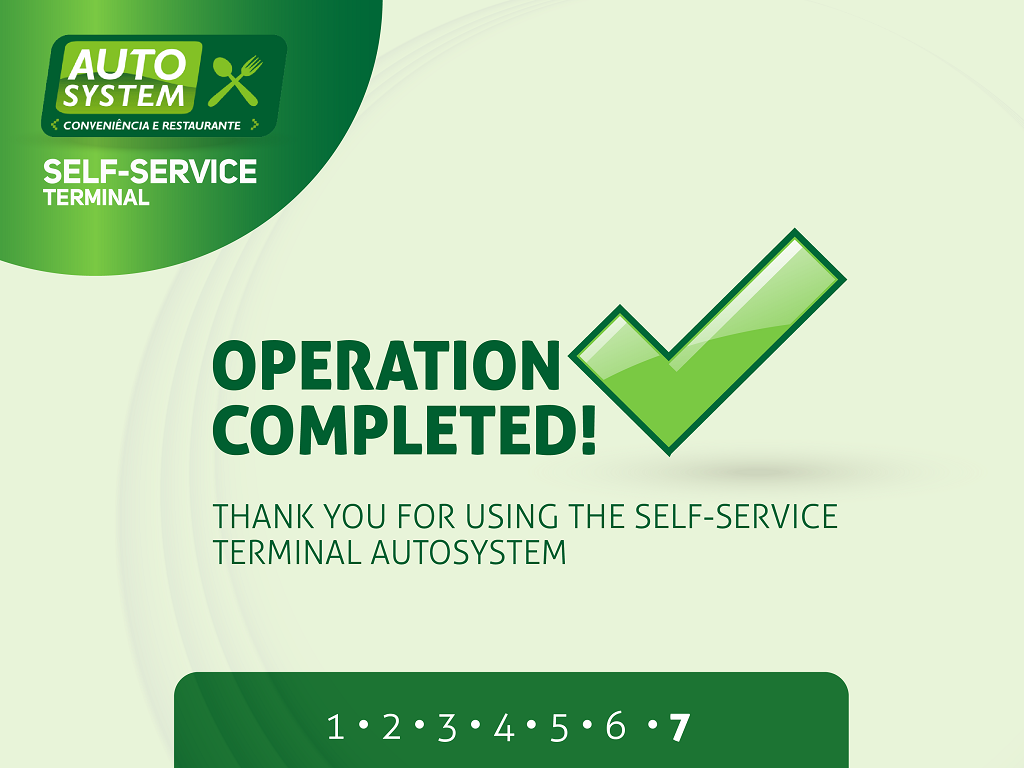 AUTO
SYSTEM
CONVENIÊNCIA E RESTAURANTE
SELF-SERVICE
TERMINAL
OPERATION
COMPLETED!
THANK YOU FOR USING THE SELF-SERVICE
TERMINAL AUTOSYSTEM
1 • 2 • 3 • 4 • 5 • 6 • 7